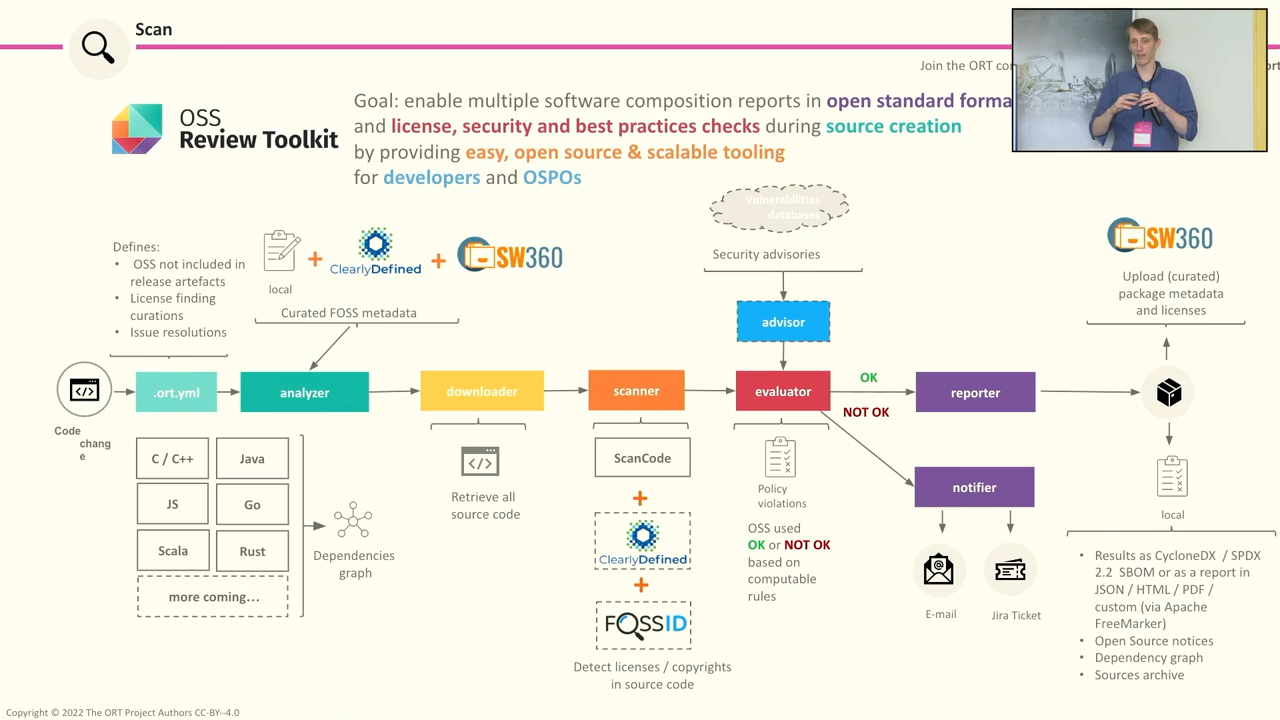 Scan
Join the ORT
OSS
Review Toolkit
Goal: enable multiple software composition reports in open standard forma
and license, security and best practices checks during source creation
by providing easy, open source & scalable tooling
for developers and OSPOs
Vulnerabilities
databases
Security advisories
Defines:
• OSS not included in
release artefacts
• License finding
curations
• Issue resolutions
local
+
ClearlyDefined
+
SW360
Curated FOSS metadata
SW360
Upload (curated)
package metadata
and licenses
advisor
Code
chang
e
.ort.yml
analyzer
downloader
scanner
evaluator
OK
NOT OK
reporter
notifier
C / C++
Java
JS
Go
Scala
Rust
more coming...
Dependencies
graph
Retrieve all
source code
ScanCode
+
ClearlyDefined
+
FOSSID
Detect licenses / copyrights
in source code
Policy
violations
OSS used
OK or NOT OK
based on
computable
rules
E-mail
Jira Ticket
local
• Results as CycloneDX / SPDX
2.2 SBOM or as a report in
JSON / HTML / PDF /
custom (via Apache
FreeMarker)
• Open Source notices
• Dependency graph
• Sources archive
Copyright © 2022 The ORT Project Authors CC-BY--4.0